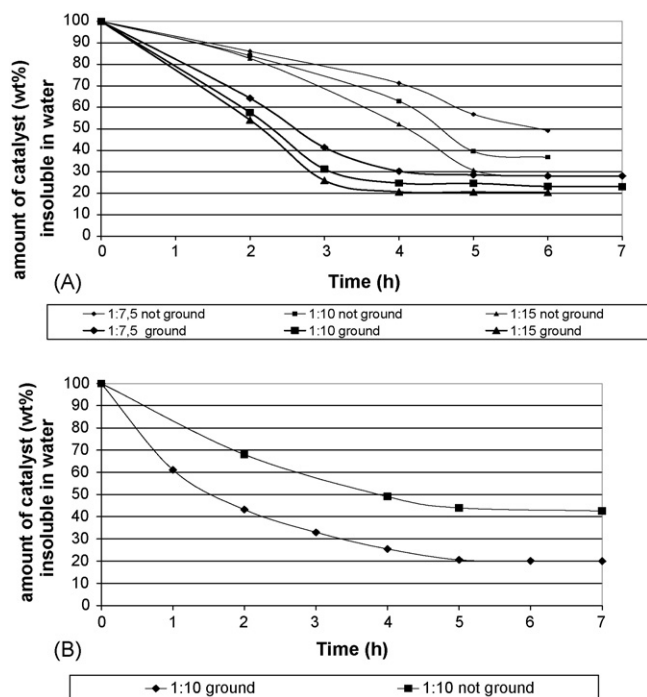 amount of catalyst (wt%)
insoluble in water
100
90
80
70
60
50
40
30
20
10
0
0 1 2 3 4 5 6 7
Time (h)
(A)
1:7,5 not ground 1:10 not ground 1:15 not ground
1:7,5 ground 1:10 ground 1:15 ground
amount of catalyst (wt%)
insoluble in water
100
90
80
70
60
50
40
30
20
10
0
0 1 2 3 4 5 6 7
Time (h)
(B)
1:10 ground 1:10 not ground